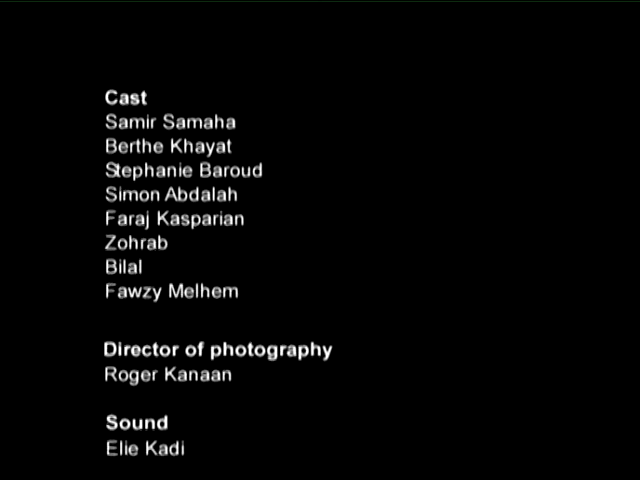 Cast
Samir Samaha
Berthe Khayat
Stephanie Baroud
Simon Abdalah
Faraj Kasparian
Zohrab
Bilal
Fawzy Melhem
Director of photography
Roger Kanaan
Sound
Elie Kadi